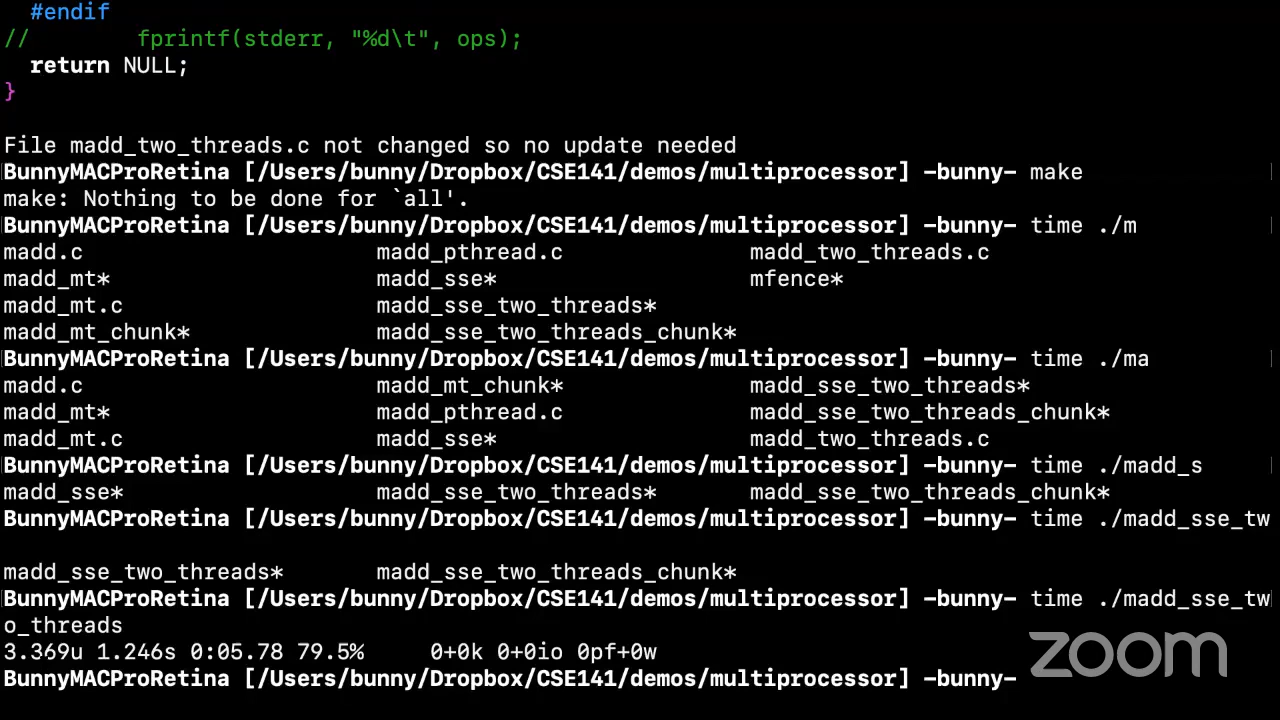 #endif
//        fprintf(stderr, "%d\t", ops);
return NULL;
}
File madd_two_threads.c not changed so no update needed
BunnyMACProRetina [/Users/bunny/Dropbox/CSE141/demos/multiprocessor] -bunny- make
make: Nothing to be done for `all'.
BunnyMACProRetina [/Users/bunny/Dropbox/CSE141/demos/multiprocessor] -bunny- time ./m
madd.c                      madd_pthread.c              madd_two_threads.c
madd_mt*                    madd_sse*                   mfence*
madd_mt.c                   madd_sse_two_threads*
madd_mt_chunk*              madd_sse_two_threads_chunk*
BunnyMACProRetina [/Users/bunny/Dropbox/CSE141/demos/multiprocessor] -bunny- time ./ma
madd.c                      madd_mt_chunk*              madd_sse_two_threads*
madd_mt*                    madd_pthread.c              madd_sse_two_threads_chunk*
madd_mt.c                   madd_sse*                   madd_two_threads.c
BunnyMACProRetina [/Users/bunny/Dropbox/CSE141/demos/multiprocessor] -bunny- time ./madd_s
madd_sse*                   madd_sse_two_threads*       madd_sse_two_threads_chunk*
BunnyMACProRetina [/Users/bunny/Dropbox/CSE141/demos/multiprocessor] -bunny- time ./madd_sse_tw
madd_sse_two_threads*       madd_sse_two_threads_chunk*
BunnyMACProRetina [/Users/bunny/Dropbox/CSE141/demos/multiprocessor] -bunny- time ./madd_sse_tw
o_threads
3.369u 1.246s 0:05.78 79.5%     0+0k 0+0io 0pf+0w
BunnyMACProRetina [/Users/bunny/Dropbox/CSE141/demos/multiprocessor] -bunny-
zoom